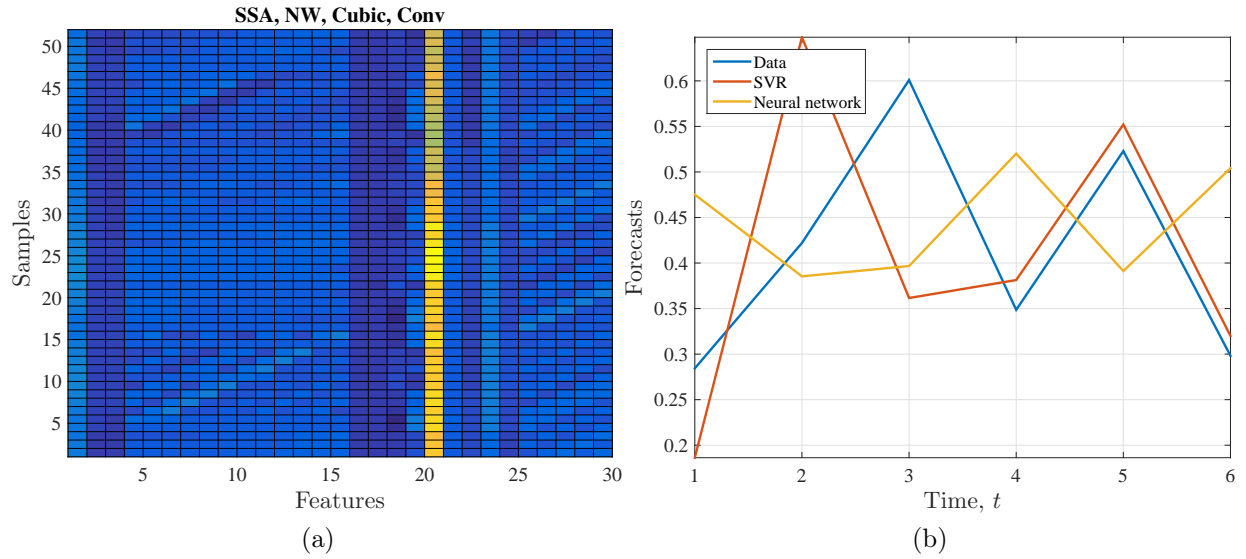 SSA, NW, Cubic, Conv
50
45
40
35
30
25
20
15
10
5
Samples
5 10 15 20 25 30
Features
(a)
Data
SVR
Neural network
0.6
0.55
0.5
0.45
0.4
0.35
0.3
0.25
0.2
Forecasts
1 2 3 4 5 6
Time, t
(b)